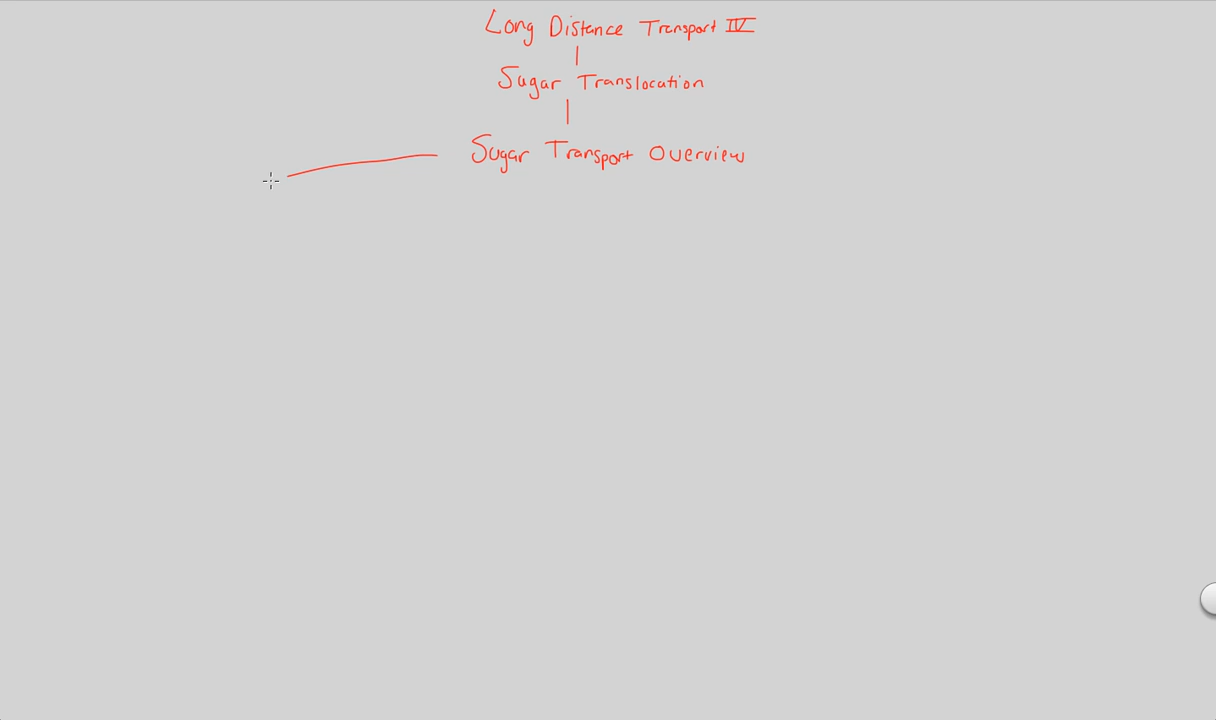 Long Distance Transport IV
Sugar Translocation
Sugar Transport Overview